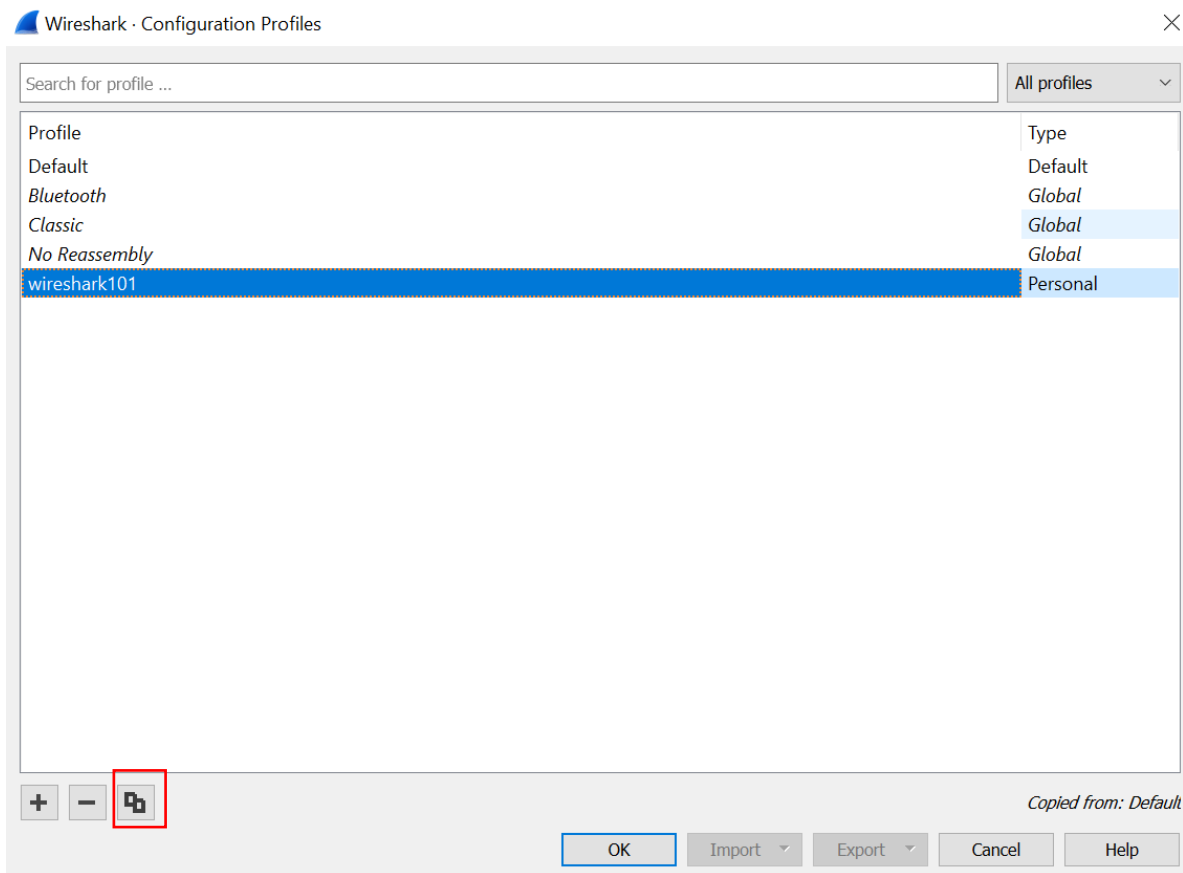 Wireshark · Configuration Profiles
Search for profile ... All profiles
Profile Type
Default Default
Bluetooth Global
Classic Global
No Reassembly Global
wireshark101 Personal
Copied from: Default
OK Import Export Cancel Help